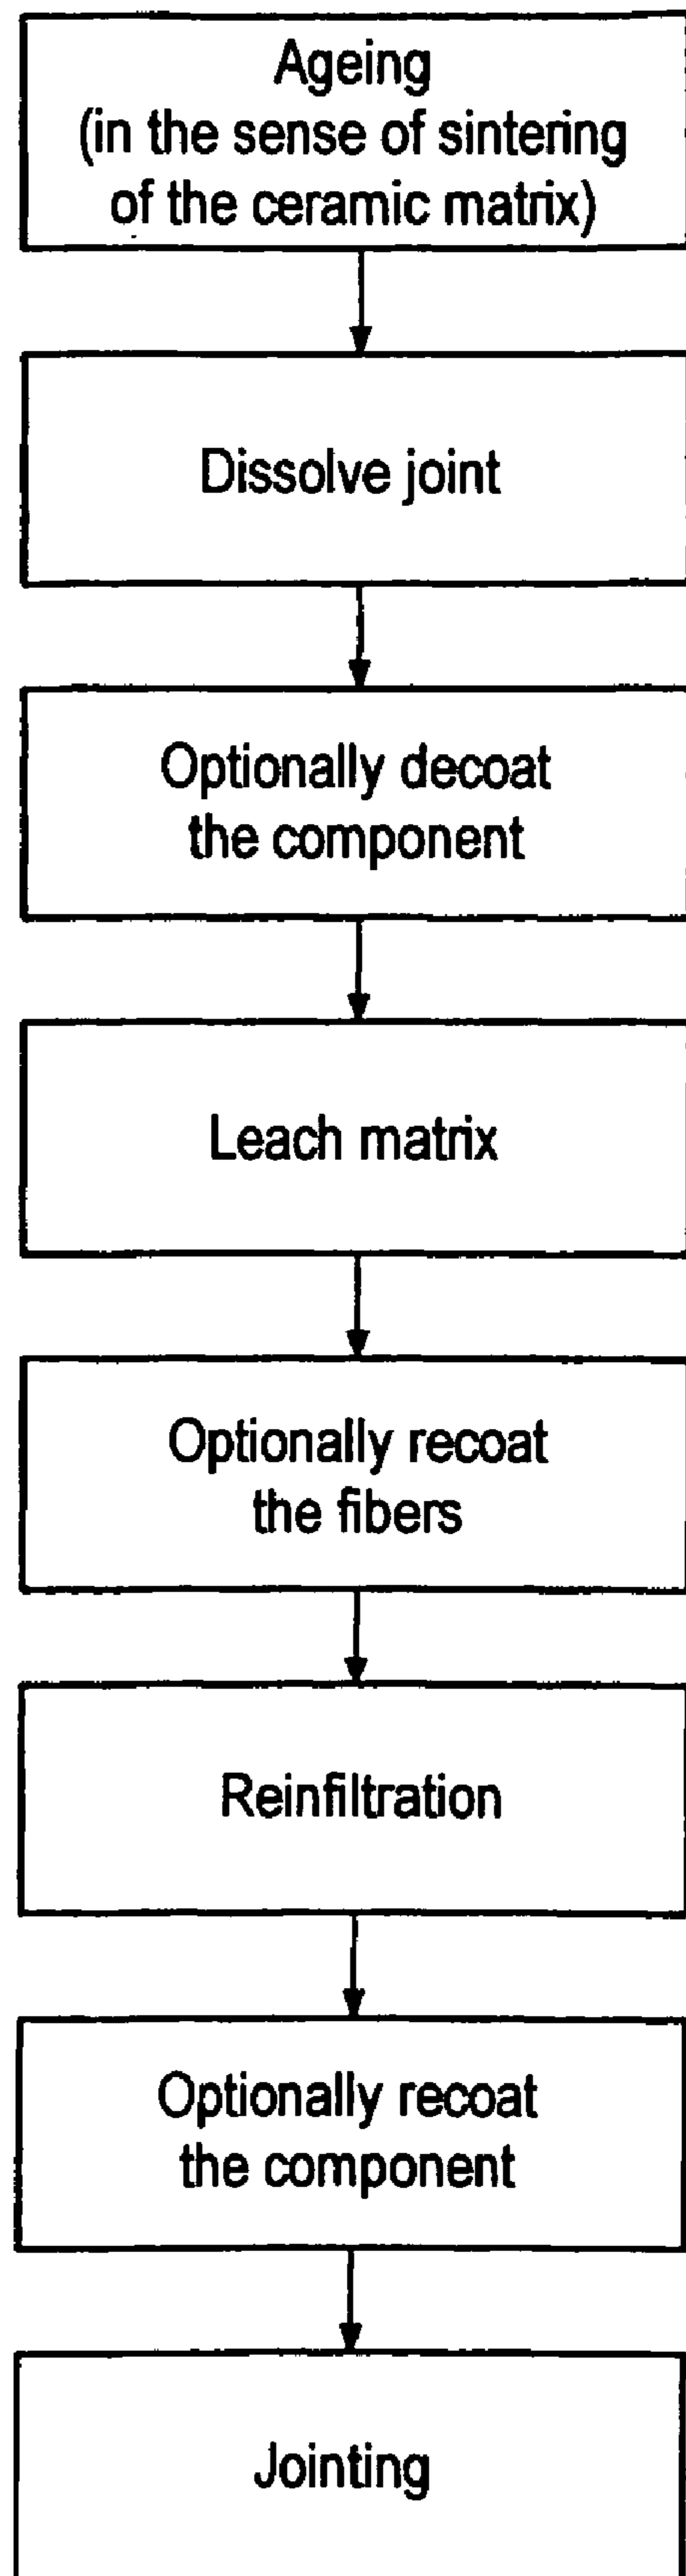 Ageing
(in the sense of sintering
of the ceramic matrix)
Dissolve joint
Optionally decoat
the component
Leach matrix
Optionally recoat
the fibers
Reinfiltration
Optionally recoat
the component
Jointing